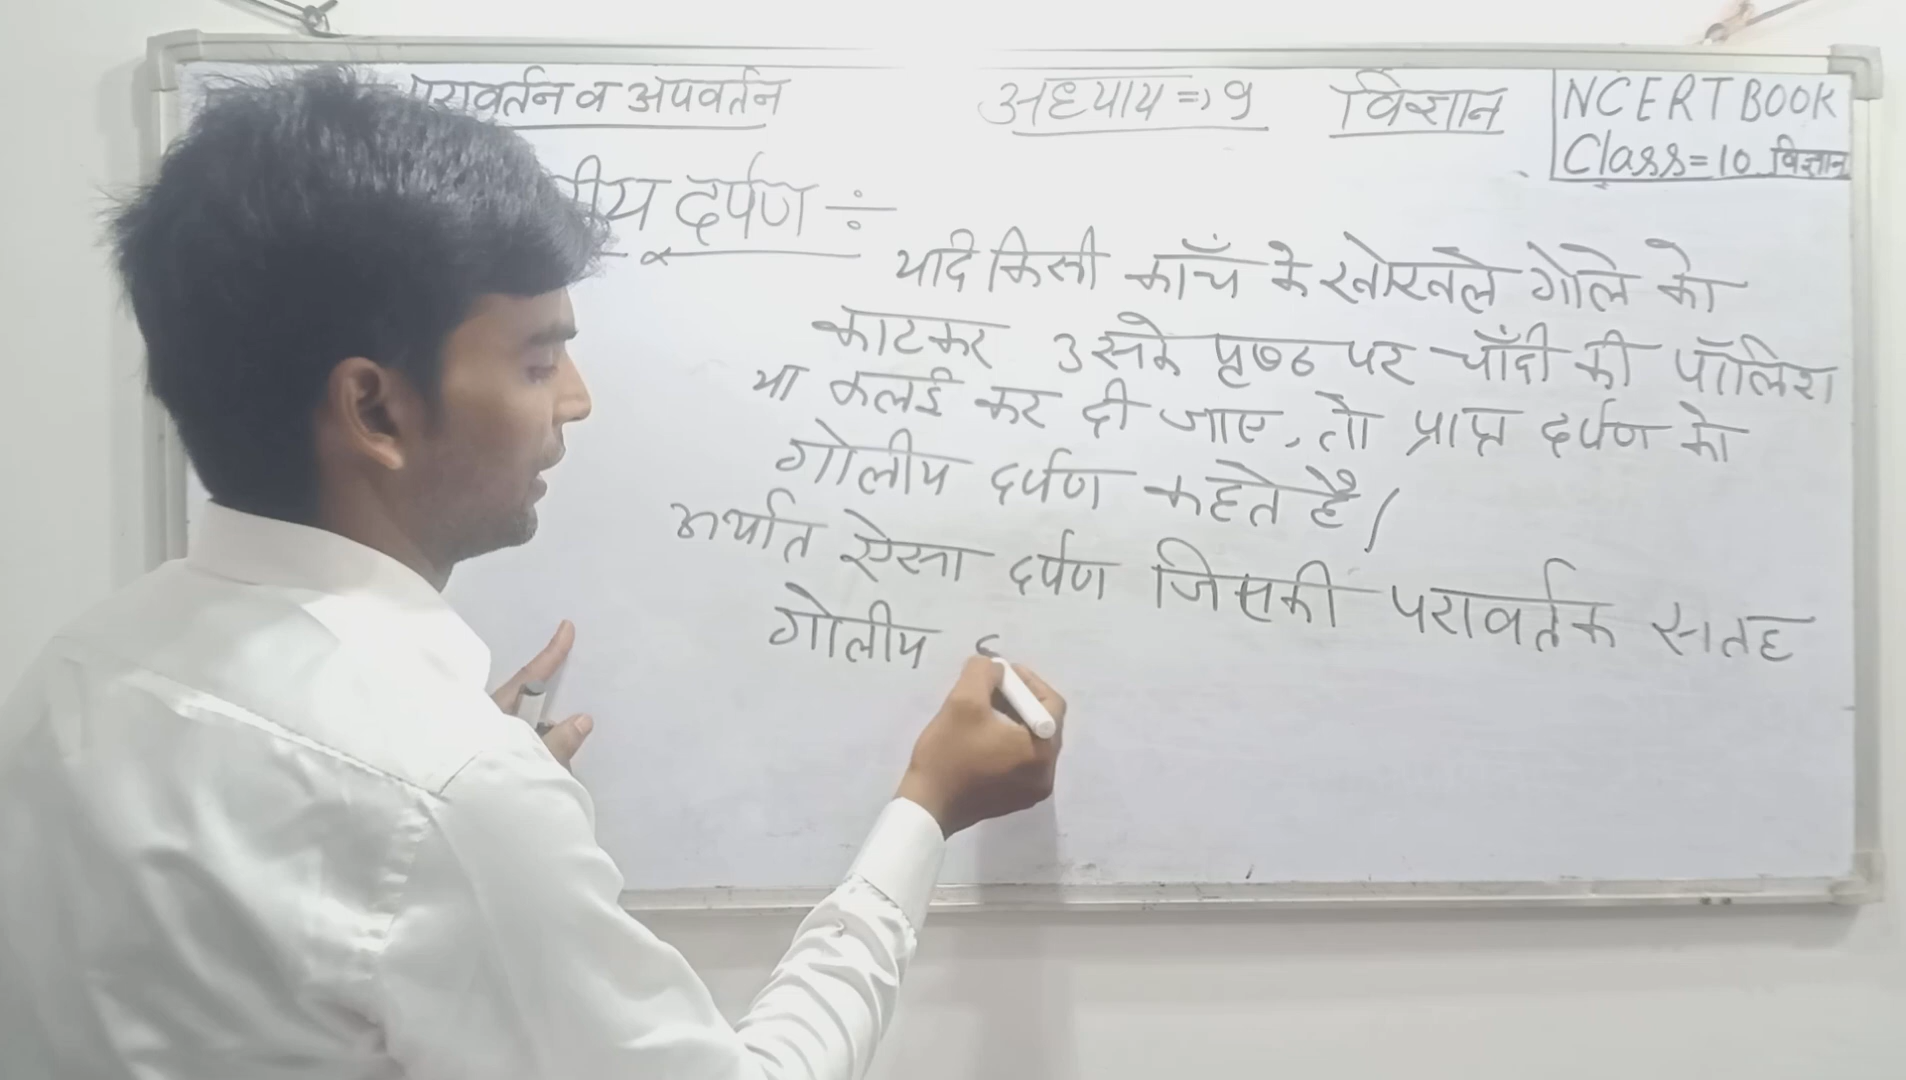 परावर्तन व अपवर्तन
अध्याय => 9
विज्ञान
NCERT BOOK
Class = 10 विज्ञान
दर्पण ÷
यदि किसी काँच के खोखले गोले को
काटकर उसके पृष्ठ पर चाँदी की पॉलिश
या कलई कर दी जाए, तो प्राप्त दर्पण को
गोलीय दर्पण कहते हैं।
अर्थात ऐसा दर्पण जिसकी परावर्तक सतह
गोलीय